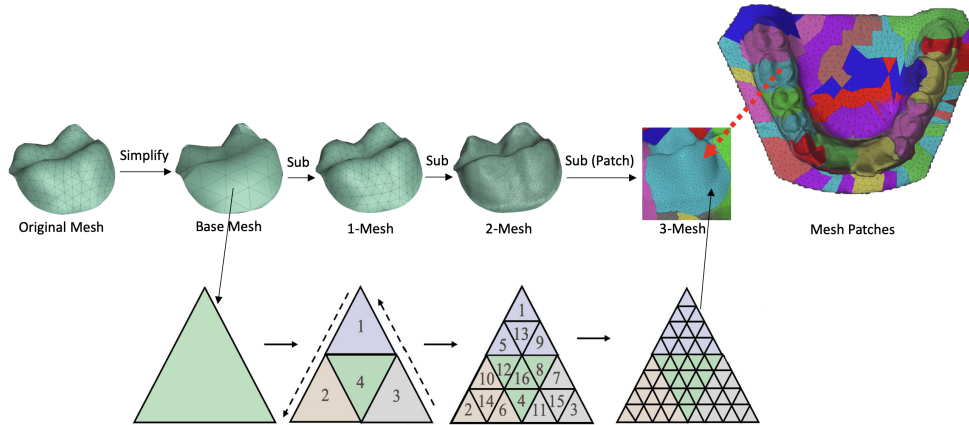 Simplify
Sub
Sub
Sub (Patch)
Original Mesh
Base Mesh
1-Mesh
2-Mesh
3-Mesh
Mesh Patches
1
2
4
3
1
5
13
9
10
12
16
8
7
2
14
6
4
11
15
3